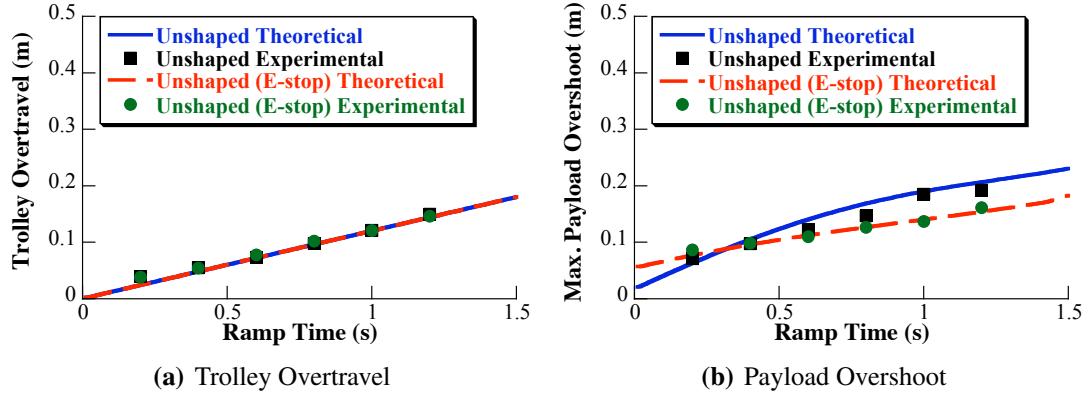 Trolley Overtravel (m)
0.5
0.4
0.3
0.2
0.1
0
Unshaped Theoretical
Unshaped Experimental
Unshaped (E-stop) Theoretical
Unshaped (E-stop) Experimental
0 0.5 1 1.5
Ramp Time (s)
(a) Trolley Overtravel
Max. Payload Overshoot (m)
0.5
0.4
0.3
0.2
0.1
0
Unshaped Theoretical
Unshaped Experimental
Unshaped (E-stop) Theoretical
Unshaped (E-stop) Experimental
0 0.5 1 1.5
Ramp Time (s)
(b) Payload Overshoot